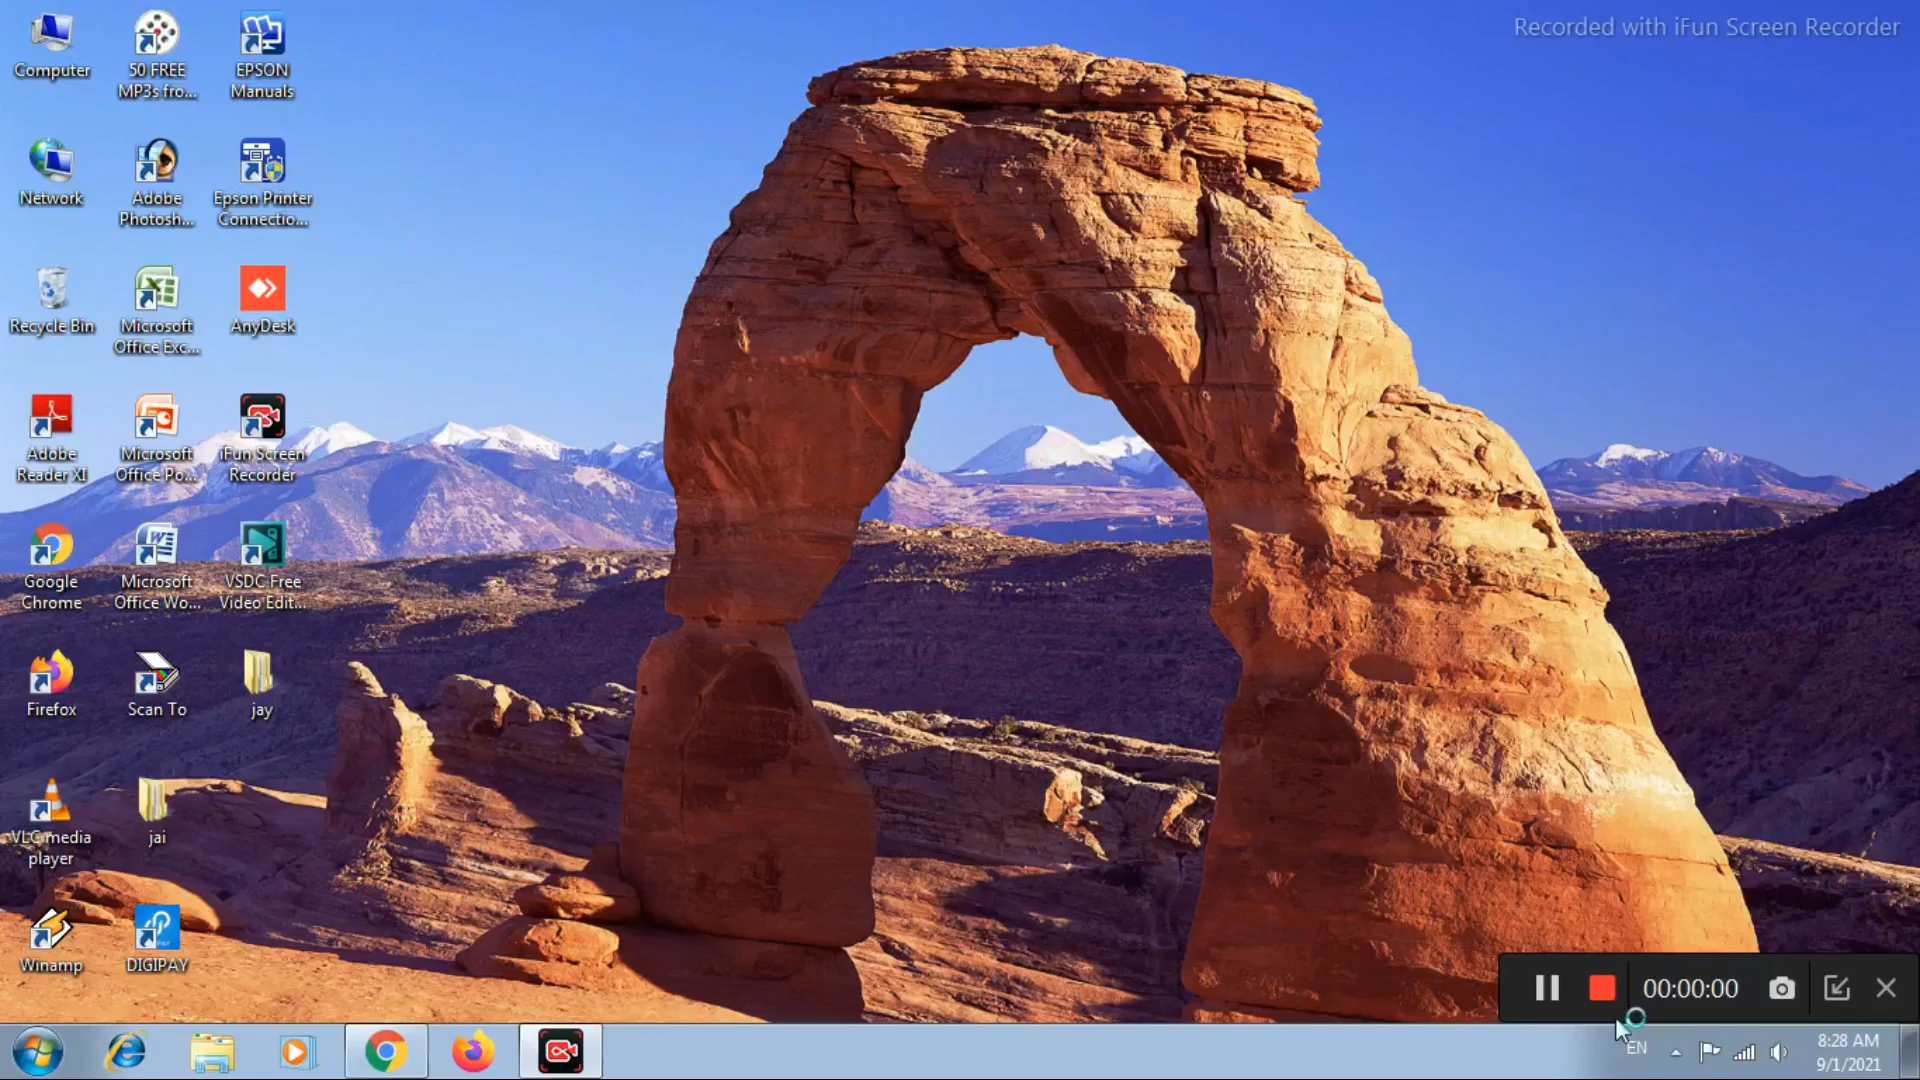 Recorded with iFun Screen Recorder
Computer
50 FREE
MP3s fro...
EPSON
Manuals
Network
Adobe
Photosh...
Epson Printer
Connectio...
Recycle Bin
Microsoft
Office Exc...
AnyDesk
Adobe
Reader XI
Microsoft
Office Po...
iFun Screen
Recorder
Google
Chrome
Microsoft
Office Wo...
VSDC Free
Video Edit...
Firefox
Scan To
jay
VLC media
player
jai
Winamp
DIGIPAY
00:00:00
EN
8:28 AM
9/1/2021